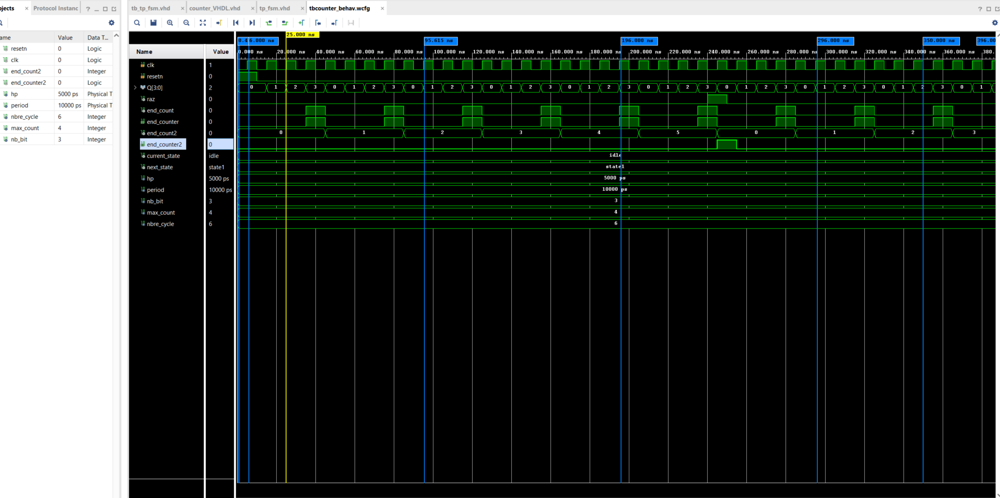 bjects × Protocol Instanc ?
tb_tp_fsm.vhd × counter_VHDL.vhd × tp_fsm.vhd × tbcounter_behav.wcfg × ?
ame Value Data T...
resetn 0 Logic
clk 0 Logic
end_count2 0 Integer
end_counter2 0 Logic
hp 5000 ps Physical T
period 10000 ps Physical T
nbre_cycle 6 Integer
max_count 4 Integer
nb_bit 3 Integer
25.000 ns
6.000 ns 95.615 ns 196.000 ns 296.000 ns 350.000 ns 396.00
Name Value
0.000 ns 20.000 ns 40.000 ns 60.000 ns 80.000 ns 100.000 ns 120.000 ns 140.000 ns 160.000 ns 180.000 ns 200.000 ns 220.000 ns 240.000 ns 260.000 ns 280.000 ns 300.000 ns 320.000 ns 340.000 ns 360.000 ns 380.
clk 1
resetn 0
Q[3:0] 2 0 1 2 3 0 1 2 3 0 1 2 3 0 1 2 3 0 1 2 3 0 1 2 3 0 1 2 3 0 1 2 3 0 1 2 3 0 1
raz 0
end_count 0
end_counter 0
end_count2 0 0 1 2 3 4 5 0 1 2 3
end_counter2 0
current_state idle idle
next_state state1 state1
hp 5000 ps 5000 ps
period 10000 ps 10000 ps
nb_bit 3 3
max_count 4 4
nbre_cycle 6 6